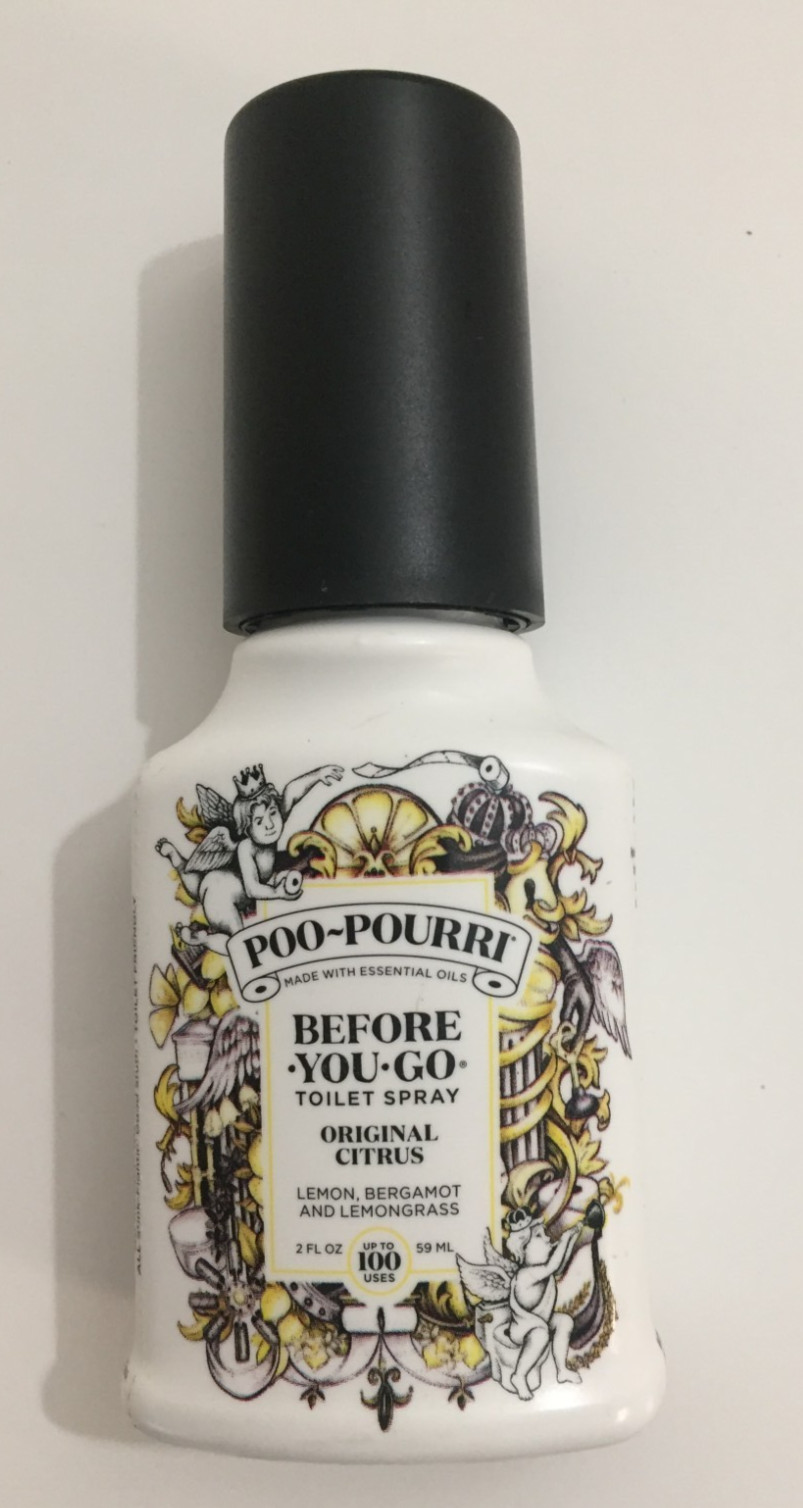 POO~POURRI
MADE WITH ESSENTIAL OILS
BEFORE
•YOU•GO®
TOILET SPRAY
ORIGINAL
CITRUS
LEMON, BERGAMOT
AND LEMONGRASS
2 FL OZ
UP TO
100
USES
59 ML